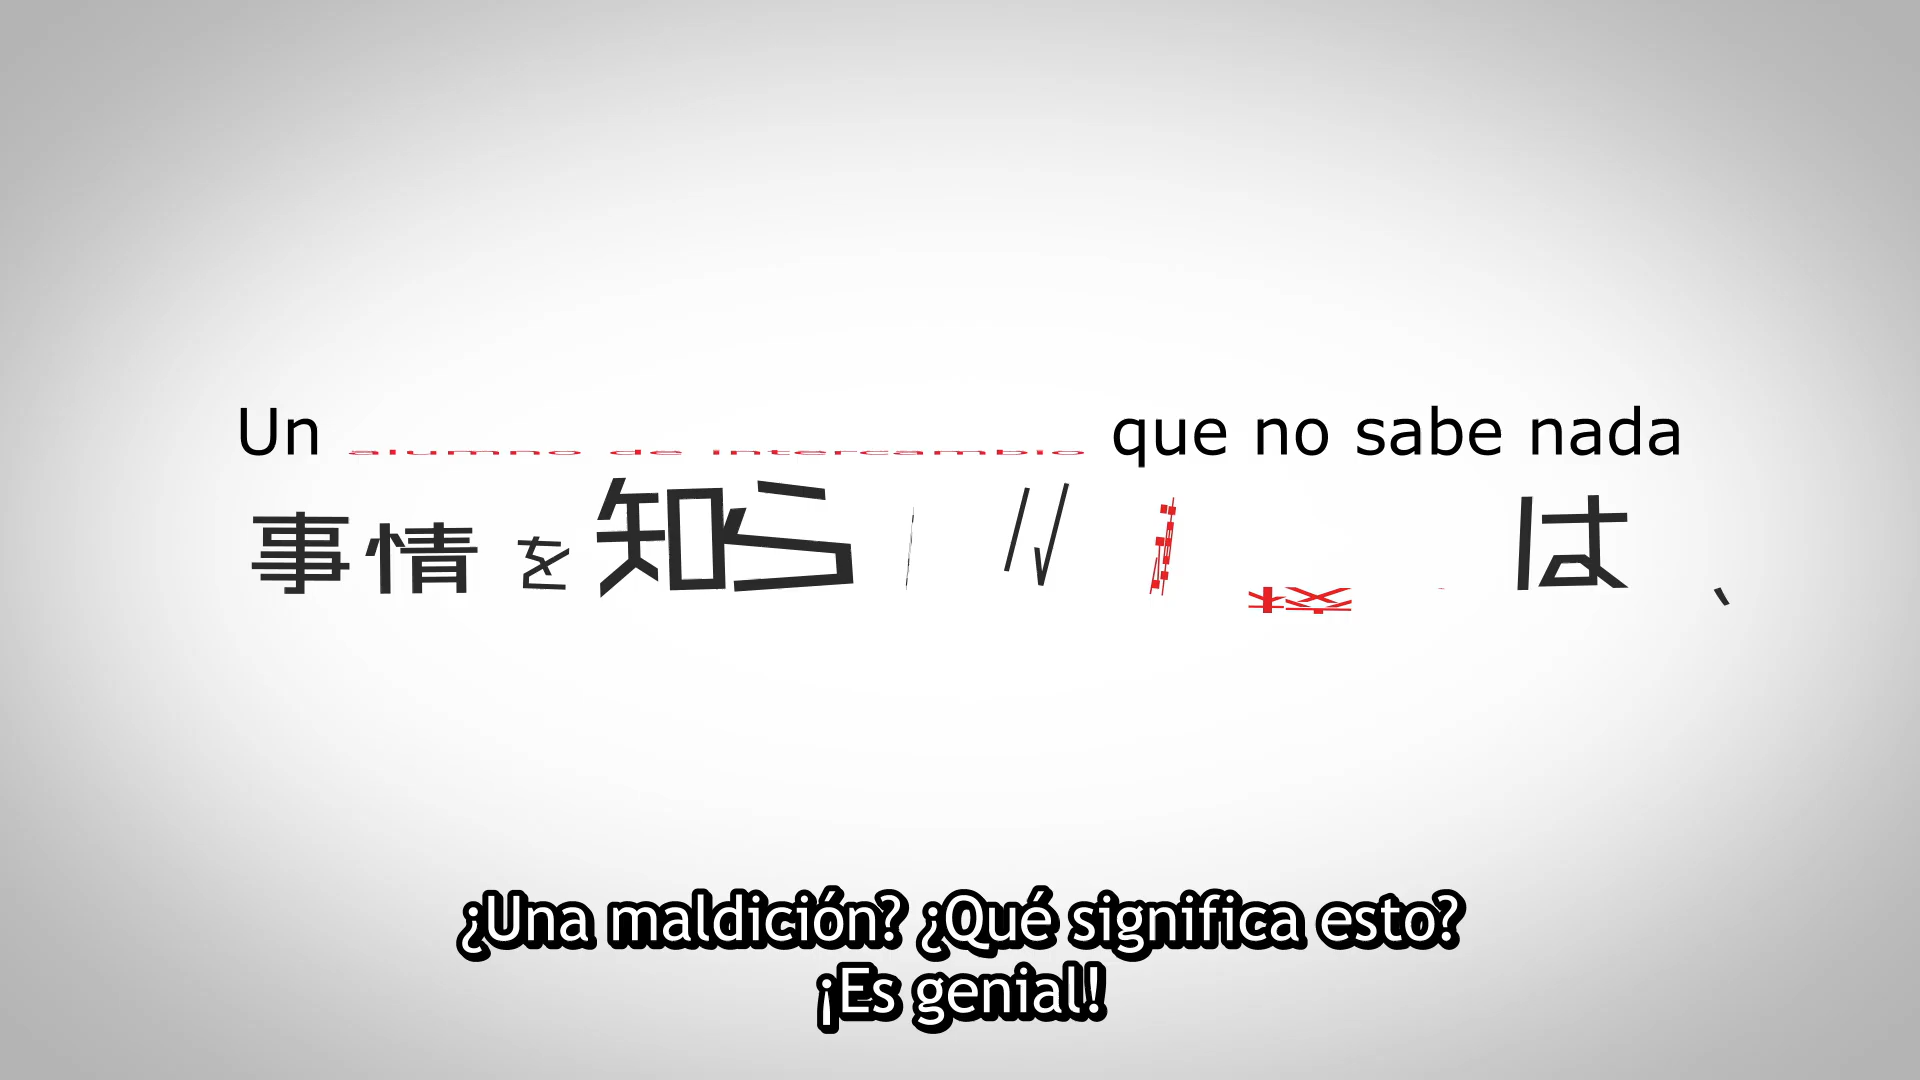 Un alumno de intercambio que no sabe nada
事情を知ら は、
¿Una maldición? ¿Qué significa esto?
¡Es genial!